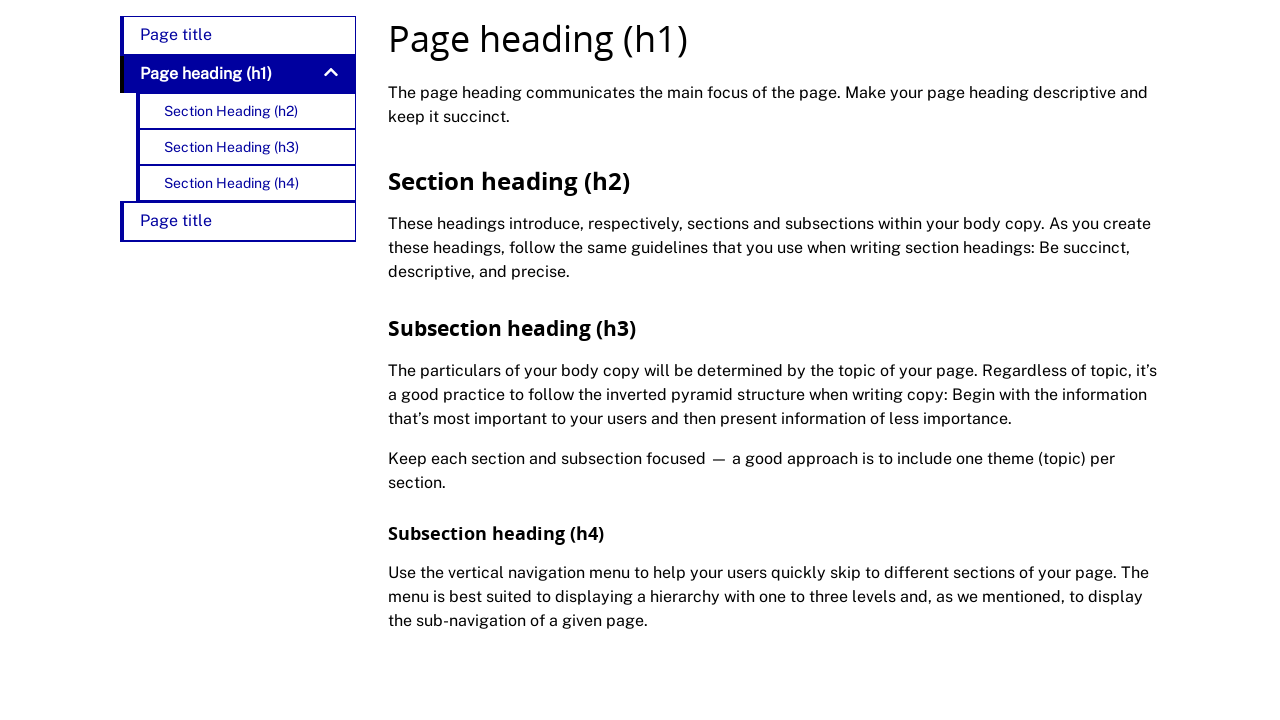 Page title
Page heading (h1)
Section Heading (h2)
Section Heading (h3)
Section Heading (h4)
Page title
Page heading (h1)
The page heading communicates the main focus of the page. Make your page heading descriptive and
keep it succinct.
Section heading (h2)
These headings introduce, respectively, sections and subsections within your body copy. As you create
these headings, follow the same guidelines that you use when writing section headings: Be succinct,
descriptive, and precise.
Subsection heading (h3)
The particulars of your body copy will be determined by the topic of your page. Regardless of topic, it’s
a good practice to follow the inverted pyramid structure when writing copy: Begin with the information
that’s most important to your users and then present information of less importance.
Keep each section and subsection focused — a good approach is to include one theme (topic) per
section.
Subsection heading (h4)
Use the vertical navigation menu to help your users quickly skip to different sections of your page. The
menu is best suited to displaying a hierarchy with one to three levels and, as we mentioned, to display
the sub-navigation of a given page.